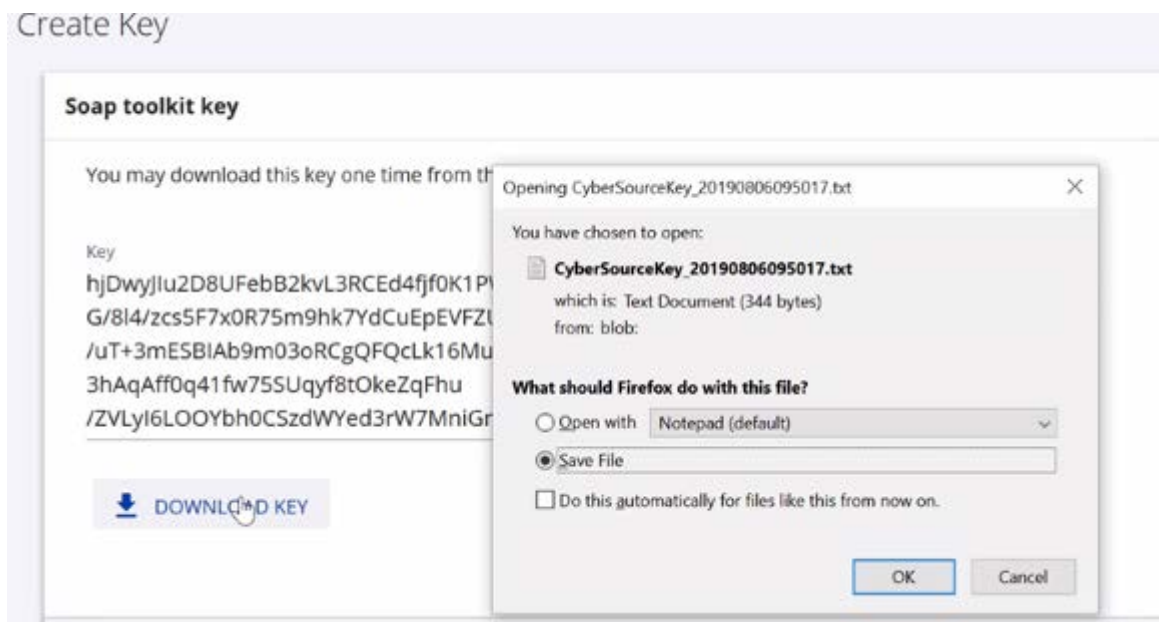 Create Key
Soap toolkit key
You may download this key one time from th
Key
hjDwyJIu2D8UFebB2kvL3RCEd4fjf0K1P
G/8l4/zcs5F7x0R75m9hk7YdCuEpEVFZU
/uT+3mESBIAb9m03oRCgQFQcLk16Mu
3hAqAff0q41fw75SUqyf8tOkeZqFhu
/ZVLyI6LOOYbh0CSzdWYed3rW7MniGr
DOWNLOAD KEY
Opening CyberSourceKey_20190806095017.txt
You have chosen to open:
CyberSourceKey_20190806095017.txt
which is: Text Document (344 bytes)
from: blob:
What should Firefox do with this file?
Open with Notepad (default)
Save File
Do this automatically for files like this from now on.
OK Cancel